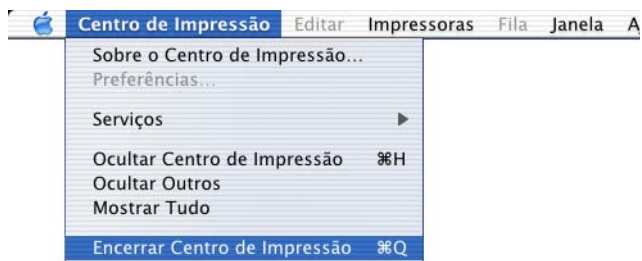 Centro de Impressão Editar Impressoras Fila Janela A
Sobre o Centro de Impressão...
Preferências...
Serviços
Ocultar Centro de Impressão ⌘H
Ocultar Outros
Mostrar Tudo
Encerrar Centro de Impressão ⌘Q